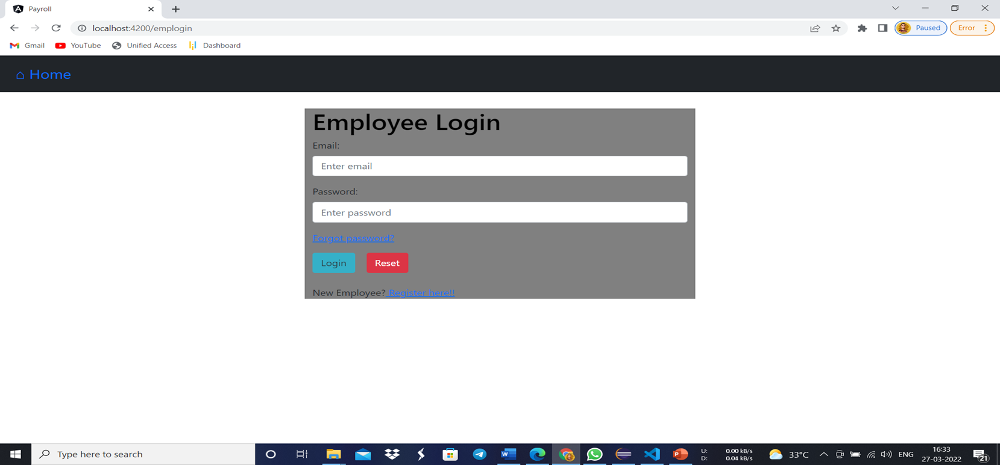 Payroll
localhost:4200/emplogin
Paused
Error
Gmail
YouTube
Unified Access
Dashboard
Home
Employee Login
Email:
Enter email
Password:
Enter password
Forgot password?
Login Reset
New Employee? Register here!!
Type here to search
U: 0.00 kB/s
D: 0.04 kB/s
33°C
ENG
16:33
27-03-2022
21